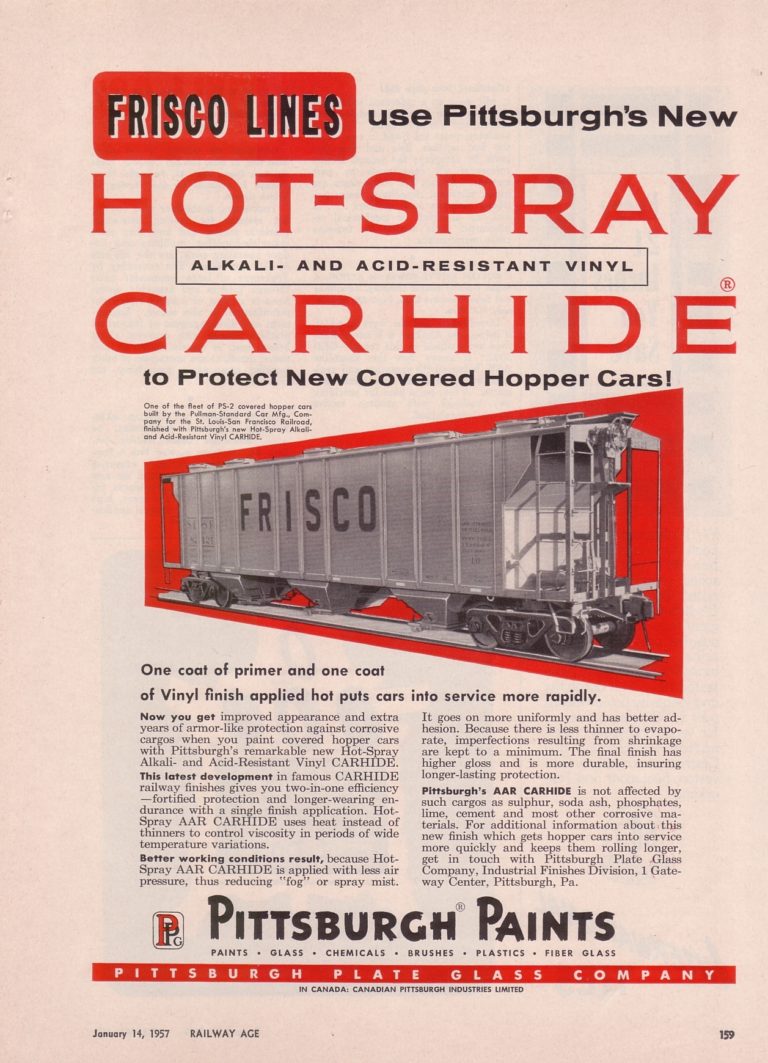 FRISCO LINES use Pittsburgh's New
HOT-SPRAY
ALKALI- AND ACID-RESISTANT VINYL
CARHIDE®
to Protect New Covered Hopper Cars!
One of the fleet of PS-2 covered hopper cars
built by the Pullman-Standard Car Mfg., Com-
pany for the St. Louis-San Francisco Railroad,
finished with Pittsburgh's new Hot-Spray Alkali-
and Acid-Resistant Vinyl CARHIDE.
FRISCO
One coat of primer and one coat
of Vinyl finish applied hot puts cars into service more rapidly.
Now you get improved appearance and extra
years of armor-like protection against corrosive
cargos when you paint covered hopper cars
with Pittsburgh's remarkable new Hot-Spray
Alkali- and Acid-Resistant Vinyl CARHIDE.
This latest development in famous CARHIDE
railway finishes gives you two-in-one efficiency
—fortified protection and longer-wearing en-
durance with a single finish application. Hot-
Spray AAR CARHIDE uses heat instead of
thinners to control viscosity in periods of wide
temperature variations.
Better working conditions result, because Hot-
Spray AAR CARHIDE is applied with less air
pressure, thus reducing "fog" or spray mist.
It goes on more uniformly and has better ad-
hesion. Because there is less thinner to evapo-
rate, imperfections resulting from shrinkage
are kept to a minimum. The final finish has
higher gloss and is more durable, insuring
longer-lasting protection.
Pittsburgh's AAR CARHIDE is not affected by
such cargos as sulphur, soda ash, phosphates,
lime, cement and most other corrosive ma-
terials. For additional information about this
new finish which gets hopper cars into service
more quickly and keeps them rolling longer,
get in touch with Pittsburgh Plate Glass
Company, Industrial Finishes Division, 1 Gate-
way Center, Pittsburgh, Pa.
PPG PITTSBURGH® PAINTS
PAINTS • GLASS • CHEMICALS • BRUSHES • PLASTICS • FIBER GLASS
PITTSBURGH PLATE GLASS COMPANY
IN CANADA: CANADIAN PITTSBURGH INDUSTRIES LIMITED
January 14, 1957 RAILWAY AGE 159